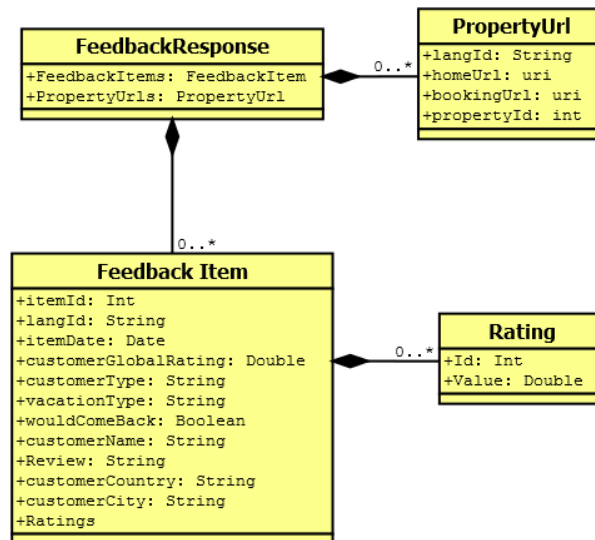 FeedbackResponse
+FeedbackItems: FeedbackItem
+PropertyUrls: PropertyUrl
0..*
PropertyUrl
+langId: String
+homeUrl: uri
+bookingUrl: uri
+propertyId: int
0..*
Feedback Item
+itemId: Int
+langId: String
+itemDate: Date
+customerGlobalRating: Double
+customerType: String
+vacationType: String
+wouldComeBack: Boolean
+customerName: String
+Review: String
+customerCountry: String
+customerCity: String
+Ratings
0..*
Rating
+Id: Int
+Value: Double